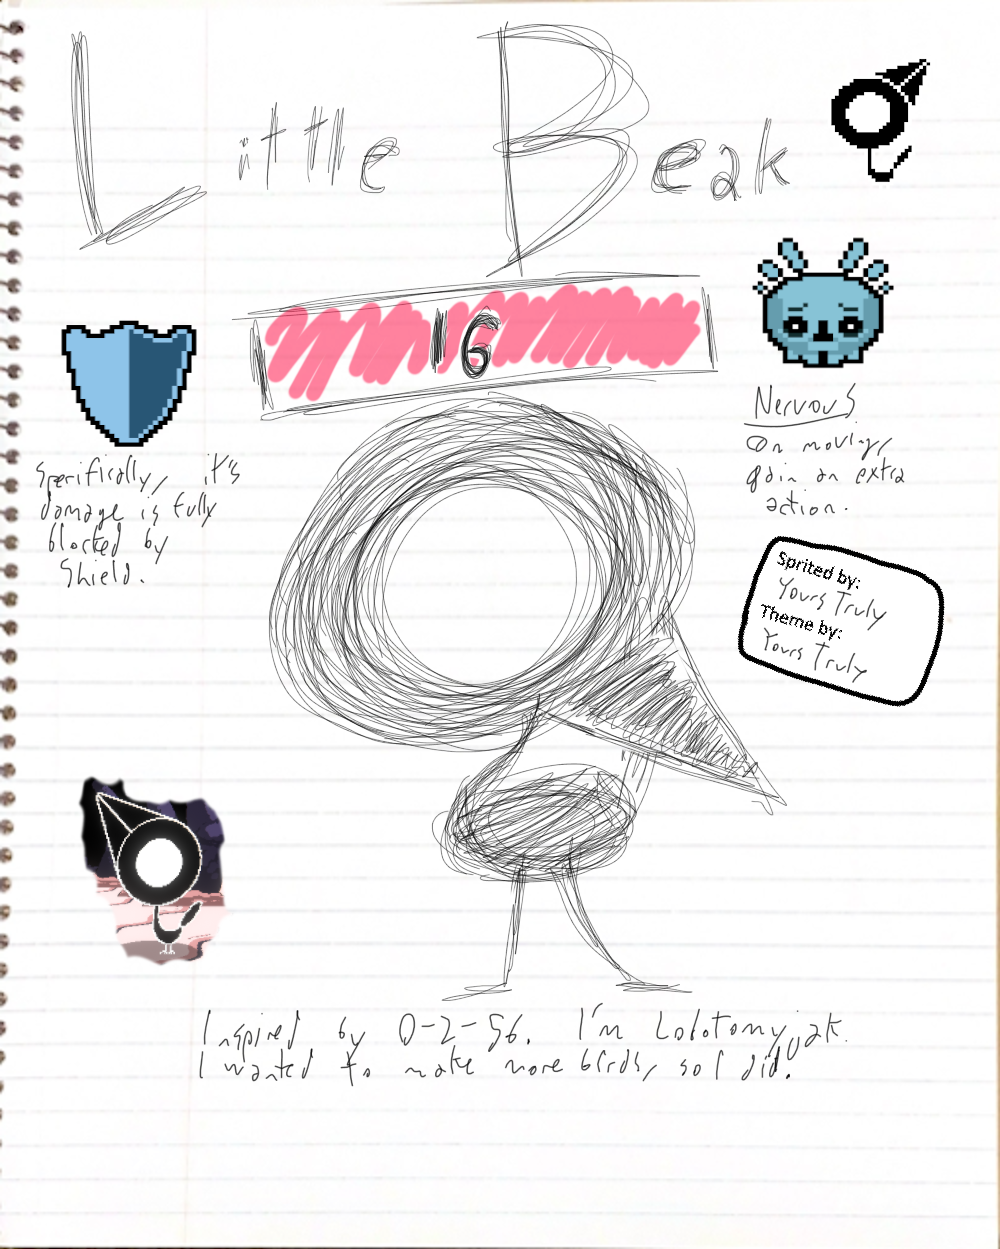 Little Beak
16
Specifically, it's
damage is fully
blocked by
Shield.
Nervous
On moving,
gain an extra
action.
Sprited by:
Yours Truly
Theme by:
Yours Truly
Inspired by O-2-56. I'm Lobotomyjak.
I wanted to make more birds, so I did.